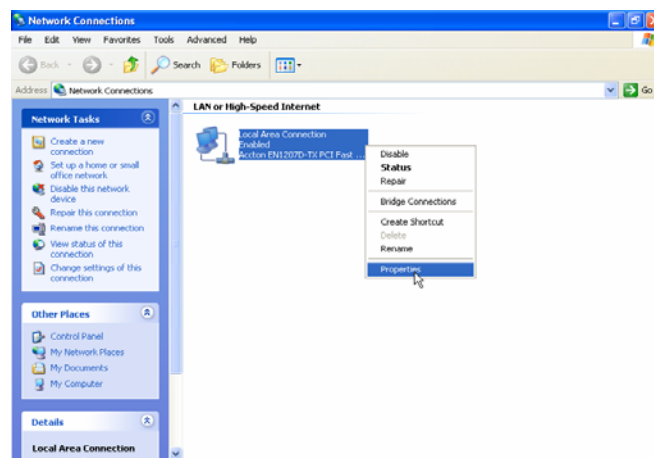 Network Connections
File Edit View Favorites Tools Advanced Help
Back Search Folders
Address Network Connections Go
Network Tasks
Create a new
connection
Set up a home or small
office network
Disable this network
device
Repair this connection
Rename this connection
View status of this
connection
Change settings of this
connection
Other Places
Control Panel
My Network Places
My Documents
My Computer
Details
Local Area Connection
LAN or High-Speed Internet
Local Area Connection
Enabled
Accton EN1207D-TX PCI Fast ...
Disable
Status
Repair
Bridge Connections
Create Shortcut
Delete
Rename
Properties